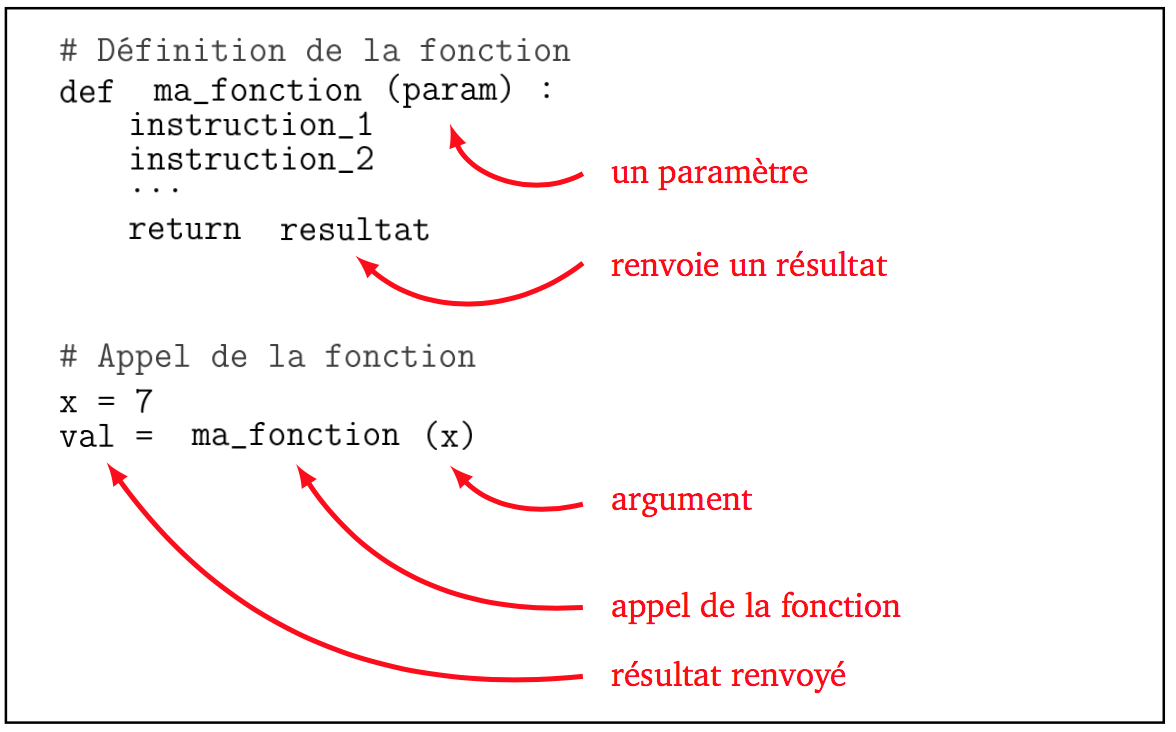 # Définition de la fonction
def ma_fonction (param) :
instruction_1
instruction_2
...
un paramètre
return resultat
renvoie un résultat
# Appel de la fonction
x = 7
val = ma_fonction (x)
argument
appel de la fonction
résultat renvoyé